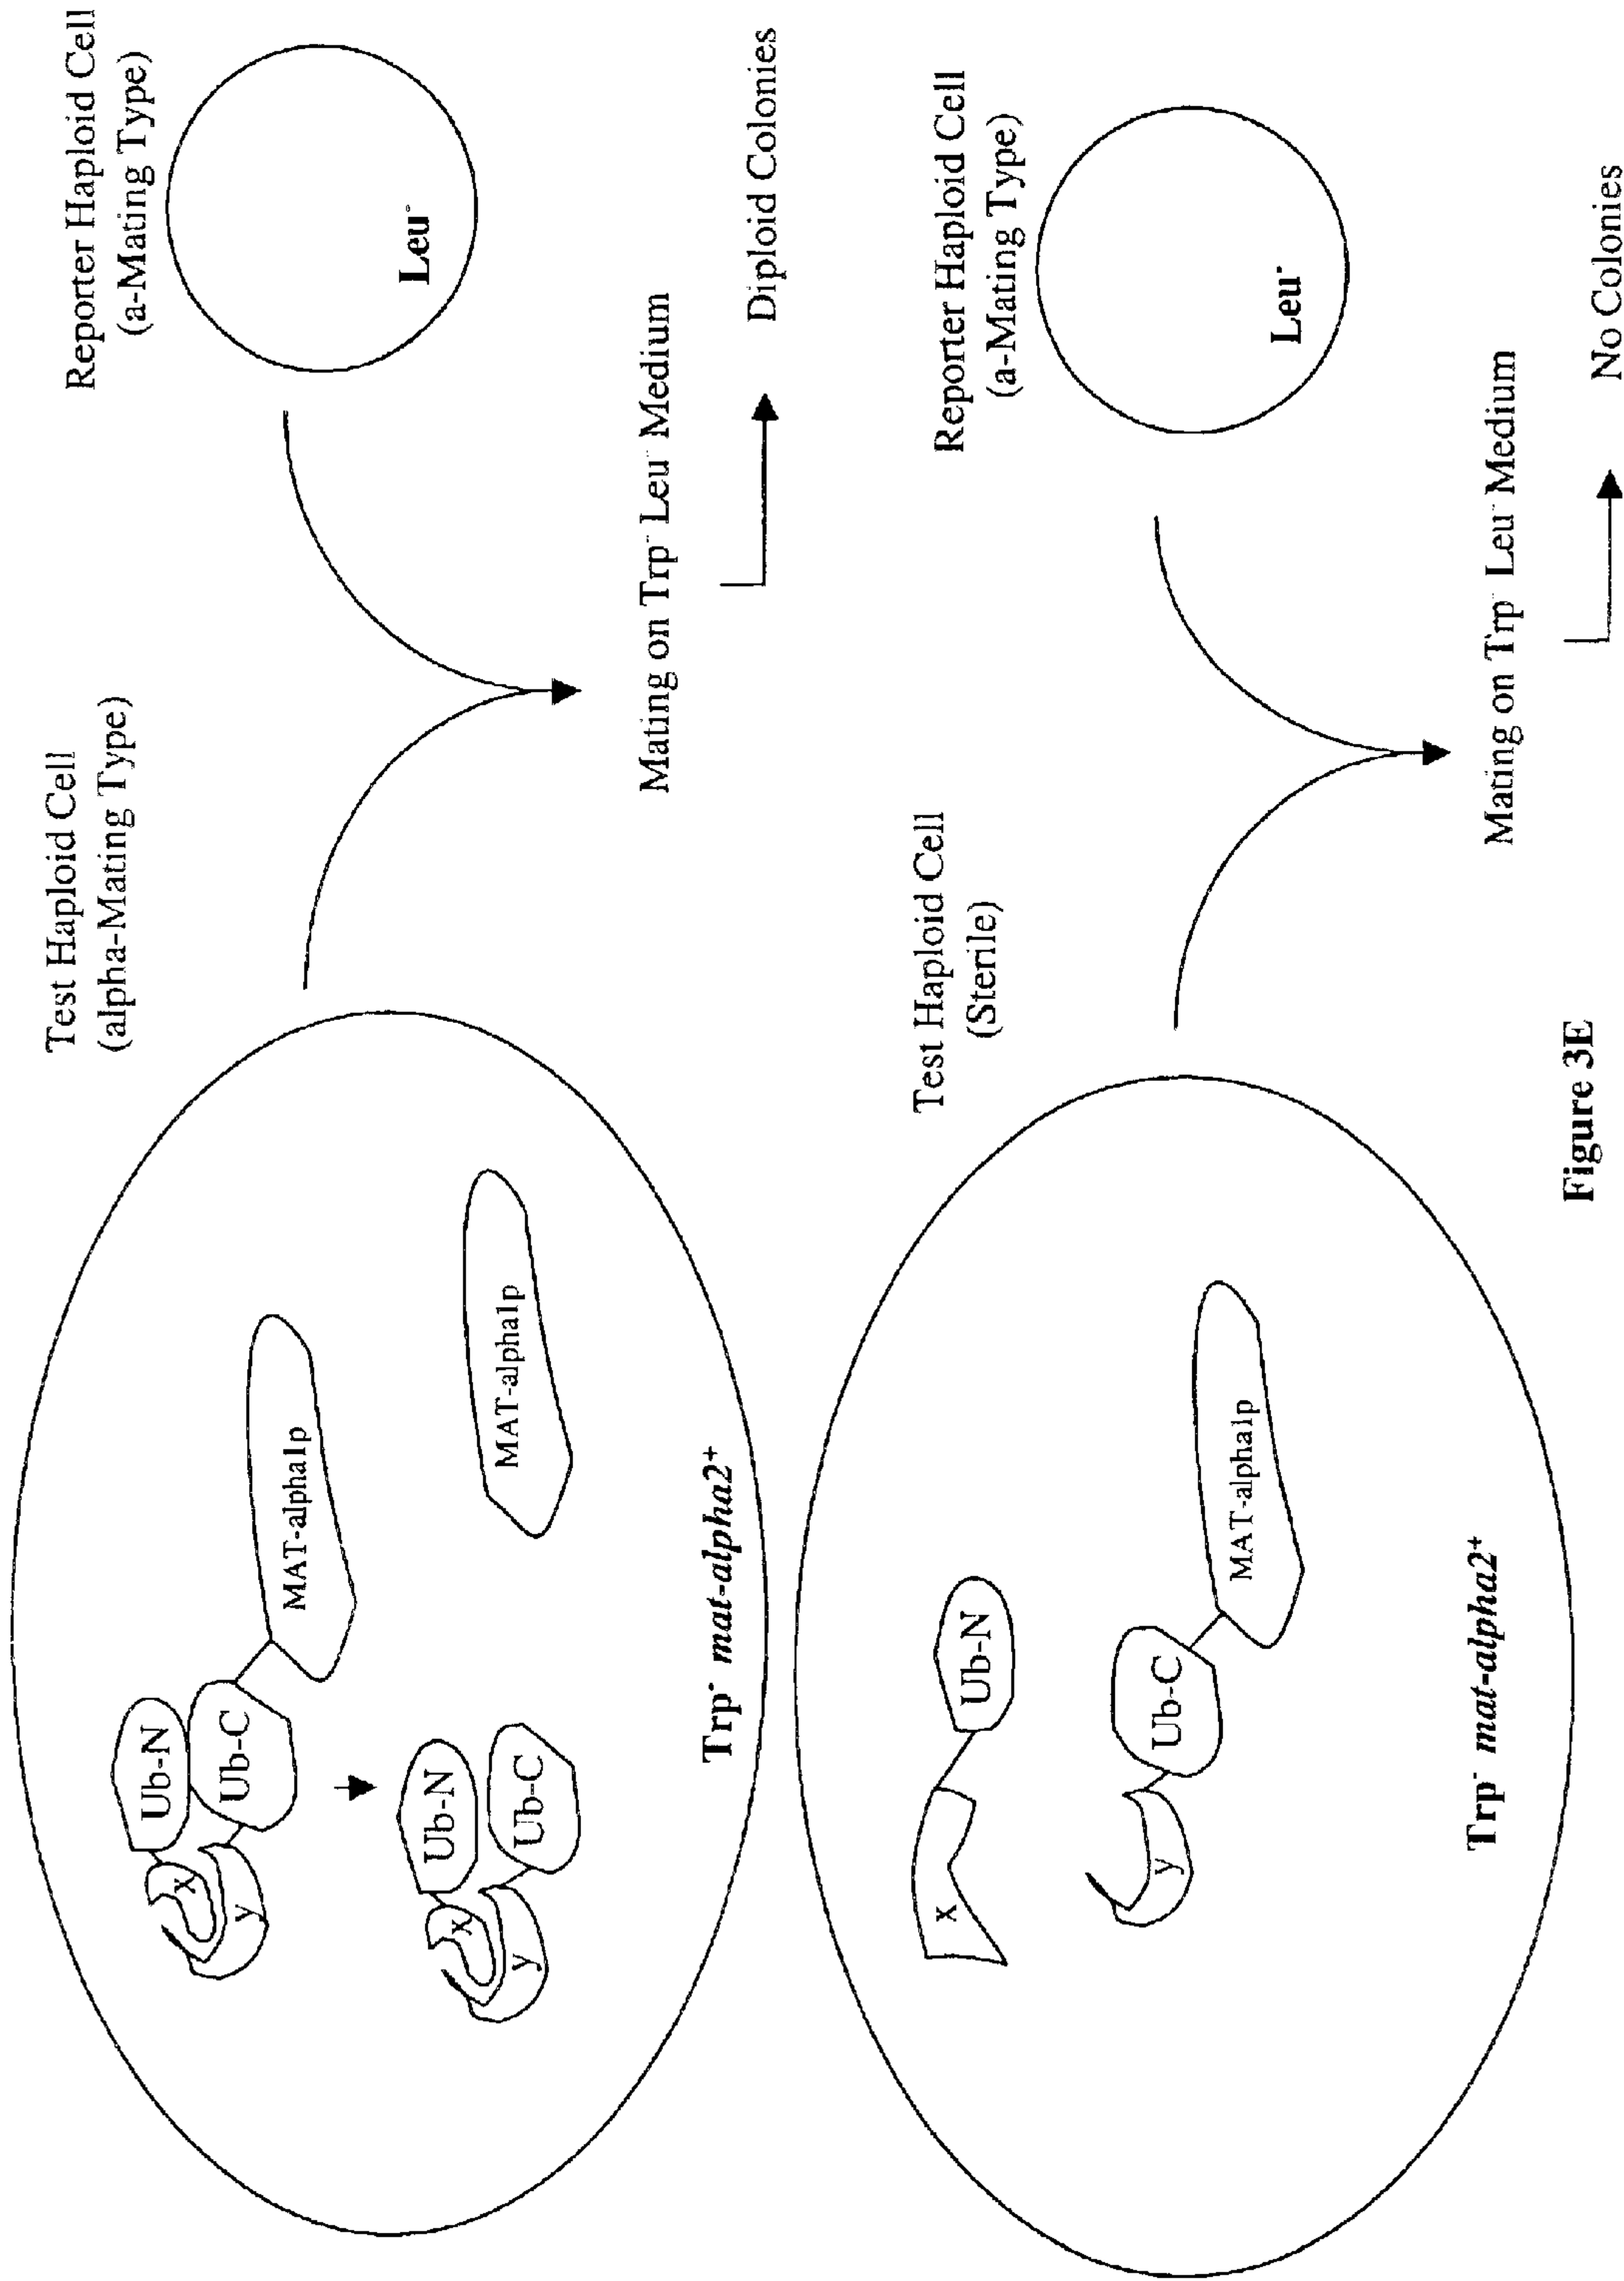 Test Haploid Cell
(alpha-Mating Type)
Reporter Haploid Cell
(a-Mating Type)
Ub-N
Ub-C
x
y
MAT-alpha1p
Ub-N
Ub-C
x
y
MAT-alpha1p
Trp⁻ mat-alpha2⁺
Leu⁻
Mating on Trp⁻ Leu⁻ Medium
Diploid Colonies
Test Haploid Cell
(Sterile)
Reporter Haploid Cell
(a-Mating Type)
x
Ub-N
y
Ub-C
MAT-alpha1p
Trp⁻ mat-alpha2⁺
Leu⁻
Mating on Trp⁻ Leu⁻ Medium
No Colonies
Figure 3E